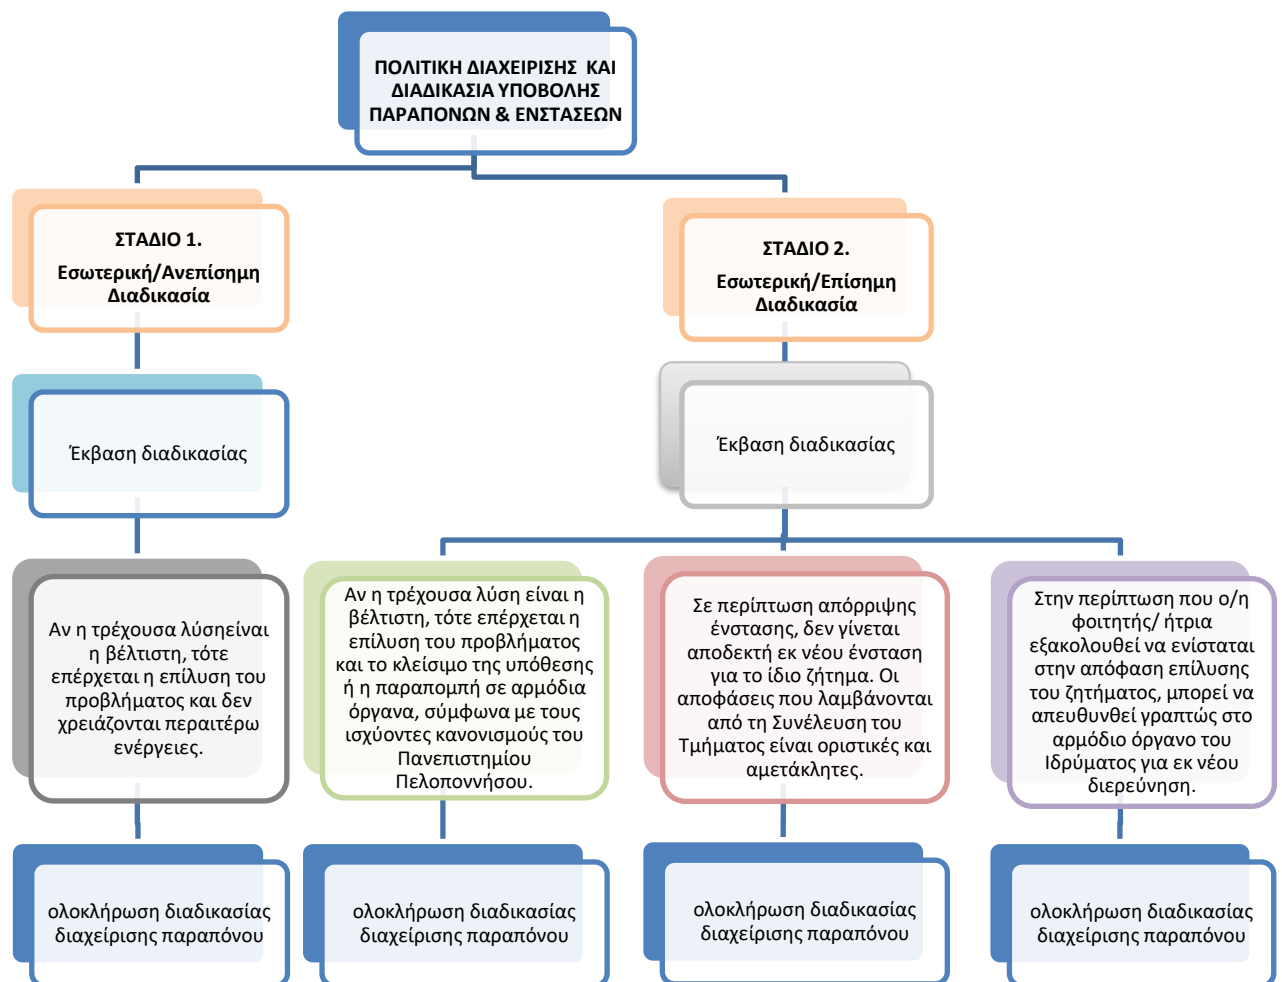 ΠΟΛΙΤΙΚΗ ΔΙΑΧΕΙΡΙΣΗΣ ΚΑΙ
ΔΙΑΔΙΚΑΣΙΑ ΥΠΟΒΟΛΗΣ
ΠΑΡΑΠΟΝΩΝ & ΕΝΣΤΑΣΕΩΝ
ΣΤΑΔΙΟ 1.
Εσωτερική/Ανεπίσημη
Διαδικασία
ΣΤΑΔΙΟ 2.
Εσωτερική/Επίσημη
Διαδικασία
Έκβαση διαδικασίας
Έκβαση διαδικασίας
Αν η τρέχουσα λύσηείναι
η βέλτιστη, τότε
επέρχεται η επίλυση του
προβλήματος και δεν
χρειάζονται περαιτέρω
ενέργειες.
Αν η τρέχουσα λύση είναι η
βέλτιστη, τότε επέρχεται η
επίλυση του προβλήματος
και το κλείσιμο της υπόθεσης
ή η παραπομπή σε αρμόδια
όργανα, σύμφωνα με τους
ισχύοντες κανονισμούς του
Πανεπιστημίου
Πελοποννήσου.
Σε περίπτωση απόρριψης
ένστασης, δεν γίνεται
αποδεκτή εκ νέου ένσταση
για το ίδιο ζήτημα. Οι
αποφάσεις που λαμβάνονται
από τη Συνέλευση του
Τμήματος είναι οριστικές και
αμετάκλητες.
Στην περίπτωση που ο/η
φοιτητής/ ήτρια
εξακολουθεί να ενίσταται
στην απόφαση επίλυσης
του ζητήματος, μπορεί να
απευθυνθεί γραπτώς στο
αρμόδιο όργανο του
Ιδρύματος για εκ νέου
διερεύνηση.
ολοκλήρωση διαδικασίας
διαχείρισης παραπόνου
ολοκλήρωση διαδικασίας
διαχείρισης παραπόνου
ολοκλήρωση διαδικασίας
διαχείρισης παραπόνου
ολοκλήρωση διαδικασίας
διαχείρισης παραπόνου